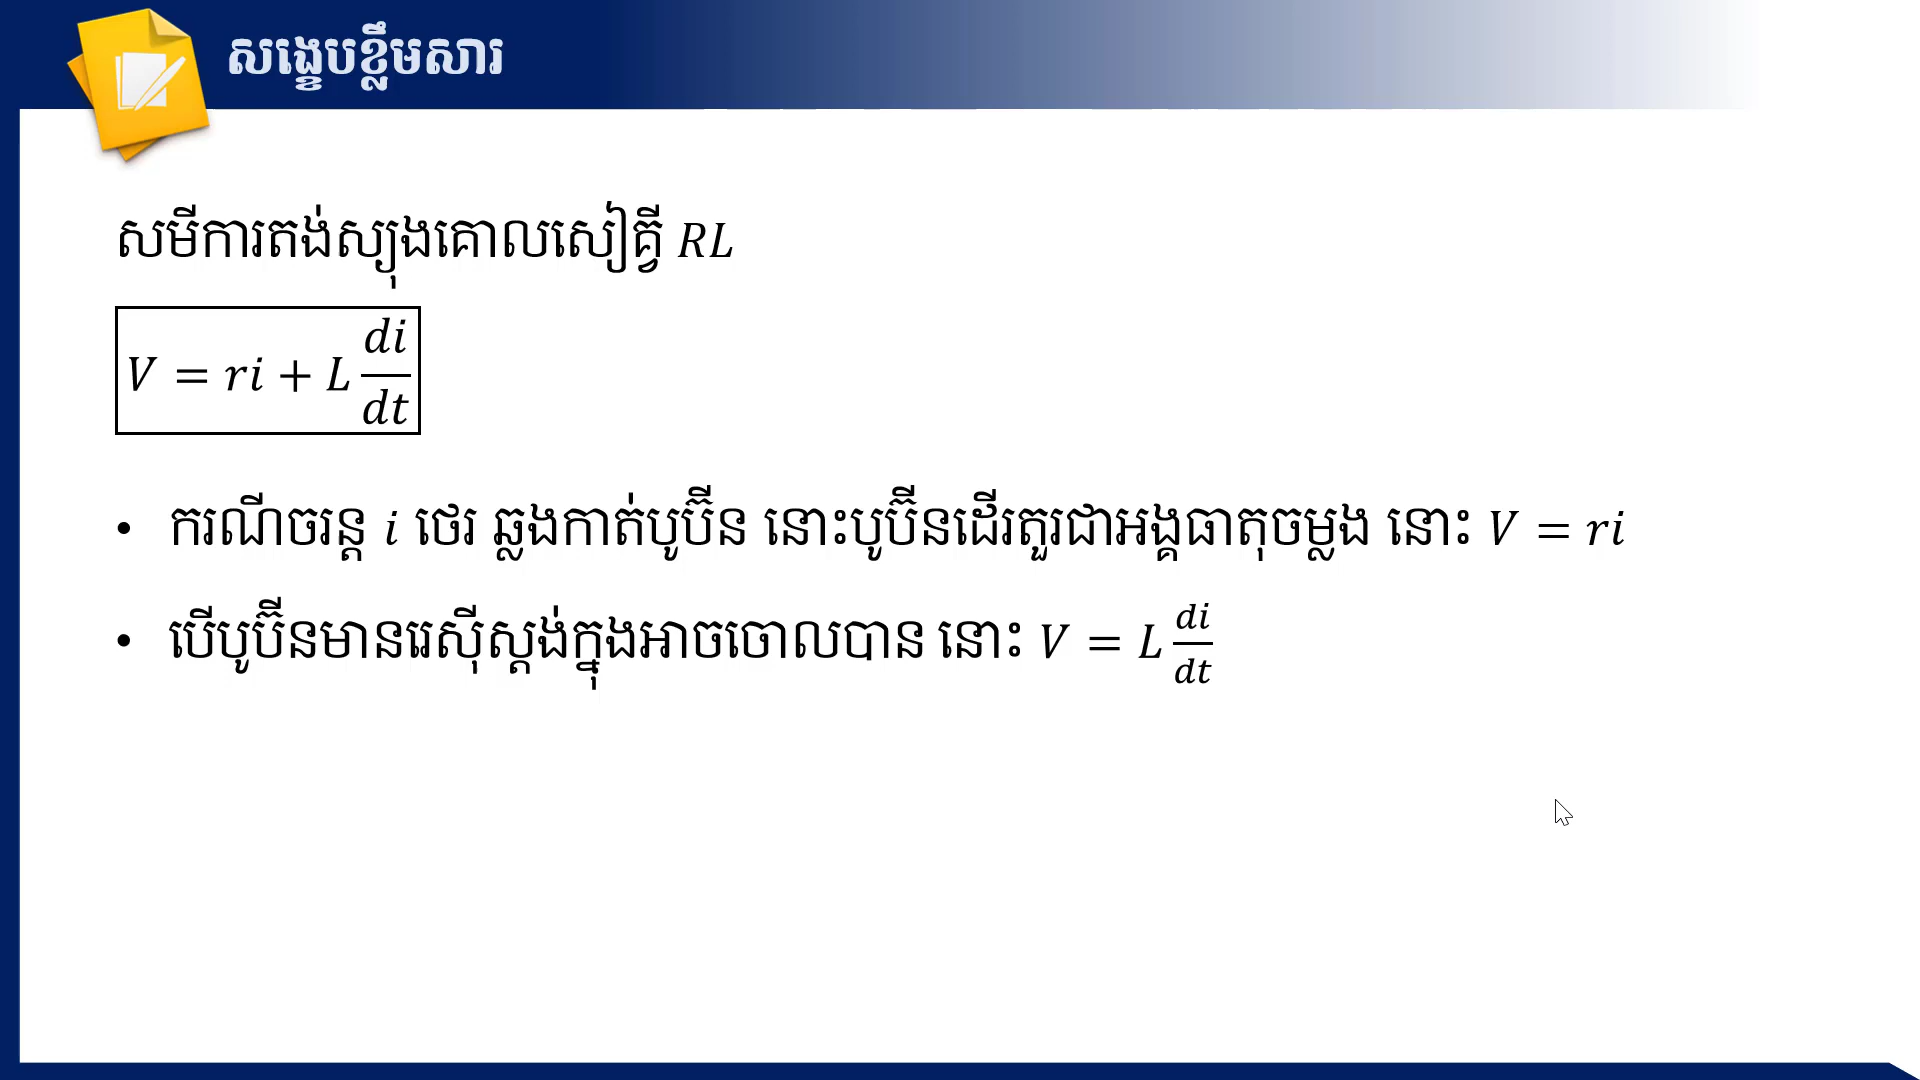 សង្ខេបខ្លឹមសារ
សមីការតង់ស្យុងគោលសៀគ្វី RL
V = ri + L di/dt
• ករណីចរន្ត i ថេរ ឆ្លងកាត់បូប៊ីន នោះបូប៊ីនដើរតួរជាអង្គធាតុចម្លង នោះ V = ri
• បើបូប៊ីនមានរេស៊ីស្តង់ក្នុងអាចចោលបាន នោះ V = L di/dt